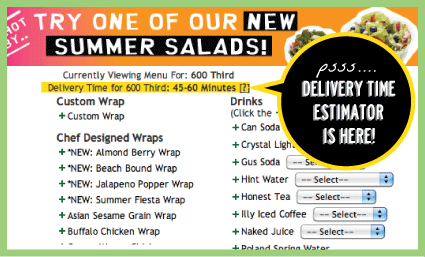 HOT
BY..
TRY ONE OF OUR NEW
SUMMER SALADS!
psss....
DELIVERY TIME
ESTIMATOR
IS HERE!
Currently Viewing Menu For: 600 Third
Delivery Time for 600 Third: 45-60 Minutes [?]
Custom Wrap
+ Custom Wrap
Chef Designed Wraps
+ *NEW: Almond Berry Wrap
+ *NEW: Beach Bound Wrap
+ *NEW: Jalapeno Popper Wrap
+ *NEW: Summer Fiesta Wrap
+ Asian Sesame Grain Wrap
+ Buffalo Chicken Wrap
Drinks
(Click the
+ Can Soda
+ Crystal Light
+ Gus Soda -- Select--
+ Hint Water -- Select--
+ Honest Tea -- Select--
+ Illy Iced Coffee -- Select--
+ Naked Juice -- Select--
+ Poland Spring Water